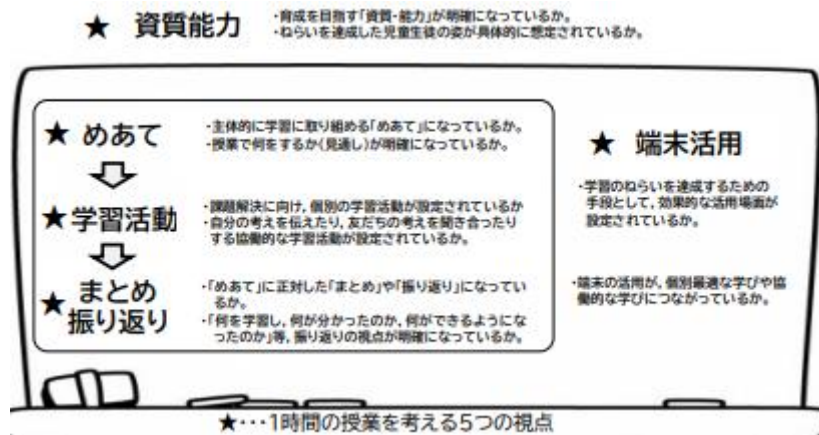 ★ 資質能力
・育成を目指す「資質・能力」が明確になっているか。
・ねらいを達成した児童生徒の姿が具体的に想定されているか。
★ めあて
・主体的に学習に取り組める「めあて」になっているか。
・授業で何をするか(見通し)が明確になっているか。
★学習活動
・課題解決に向け,個別の学習活動が設定されているか
・自分の考えを伝えたり,友だちの考えを聞き合ったり
する協働的な学習活動が設定されているか。
★ まとめ
振り返り
・「めあて」に正対した「まとめ」や「振り返り」になってい
るか。
・「何を学習し,何が分かったのか,何ができるようにな
ったのか」等,振り返りの視点が明確になっているか。
★ 端末活用
・学習のねらいを達成するための
手段として,効果的な活用場面が
設定されているか。
・端末の活用が,個別最適な学びや協
働的な学びにつながっているか。
★・・・1時間の授業を考える5つの視点